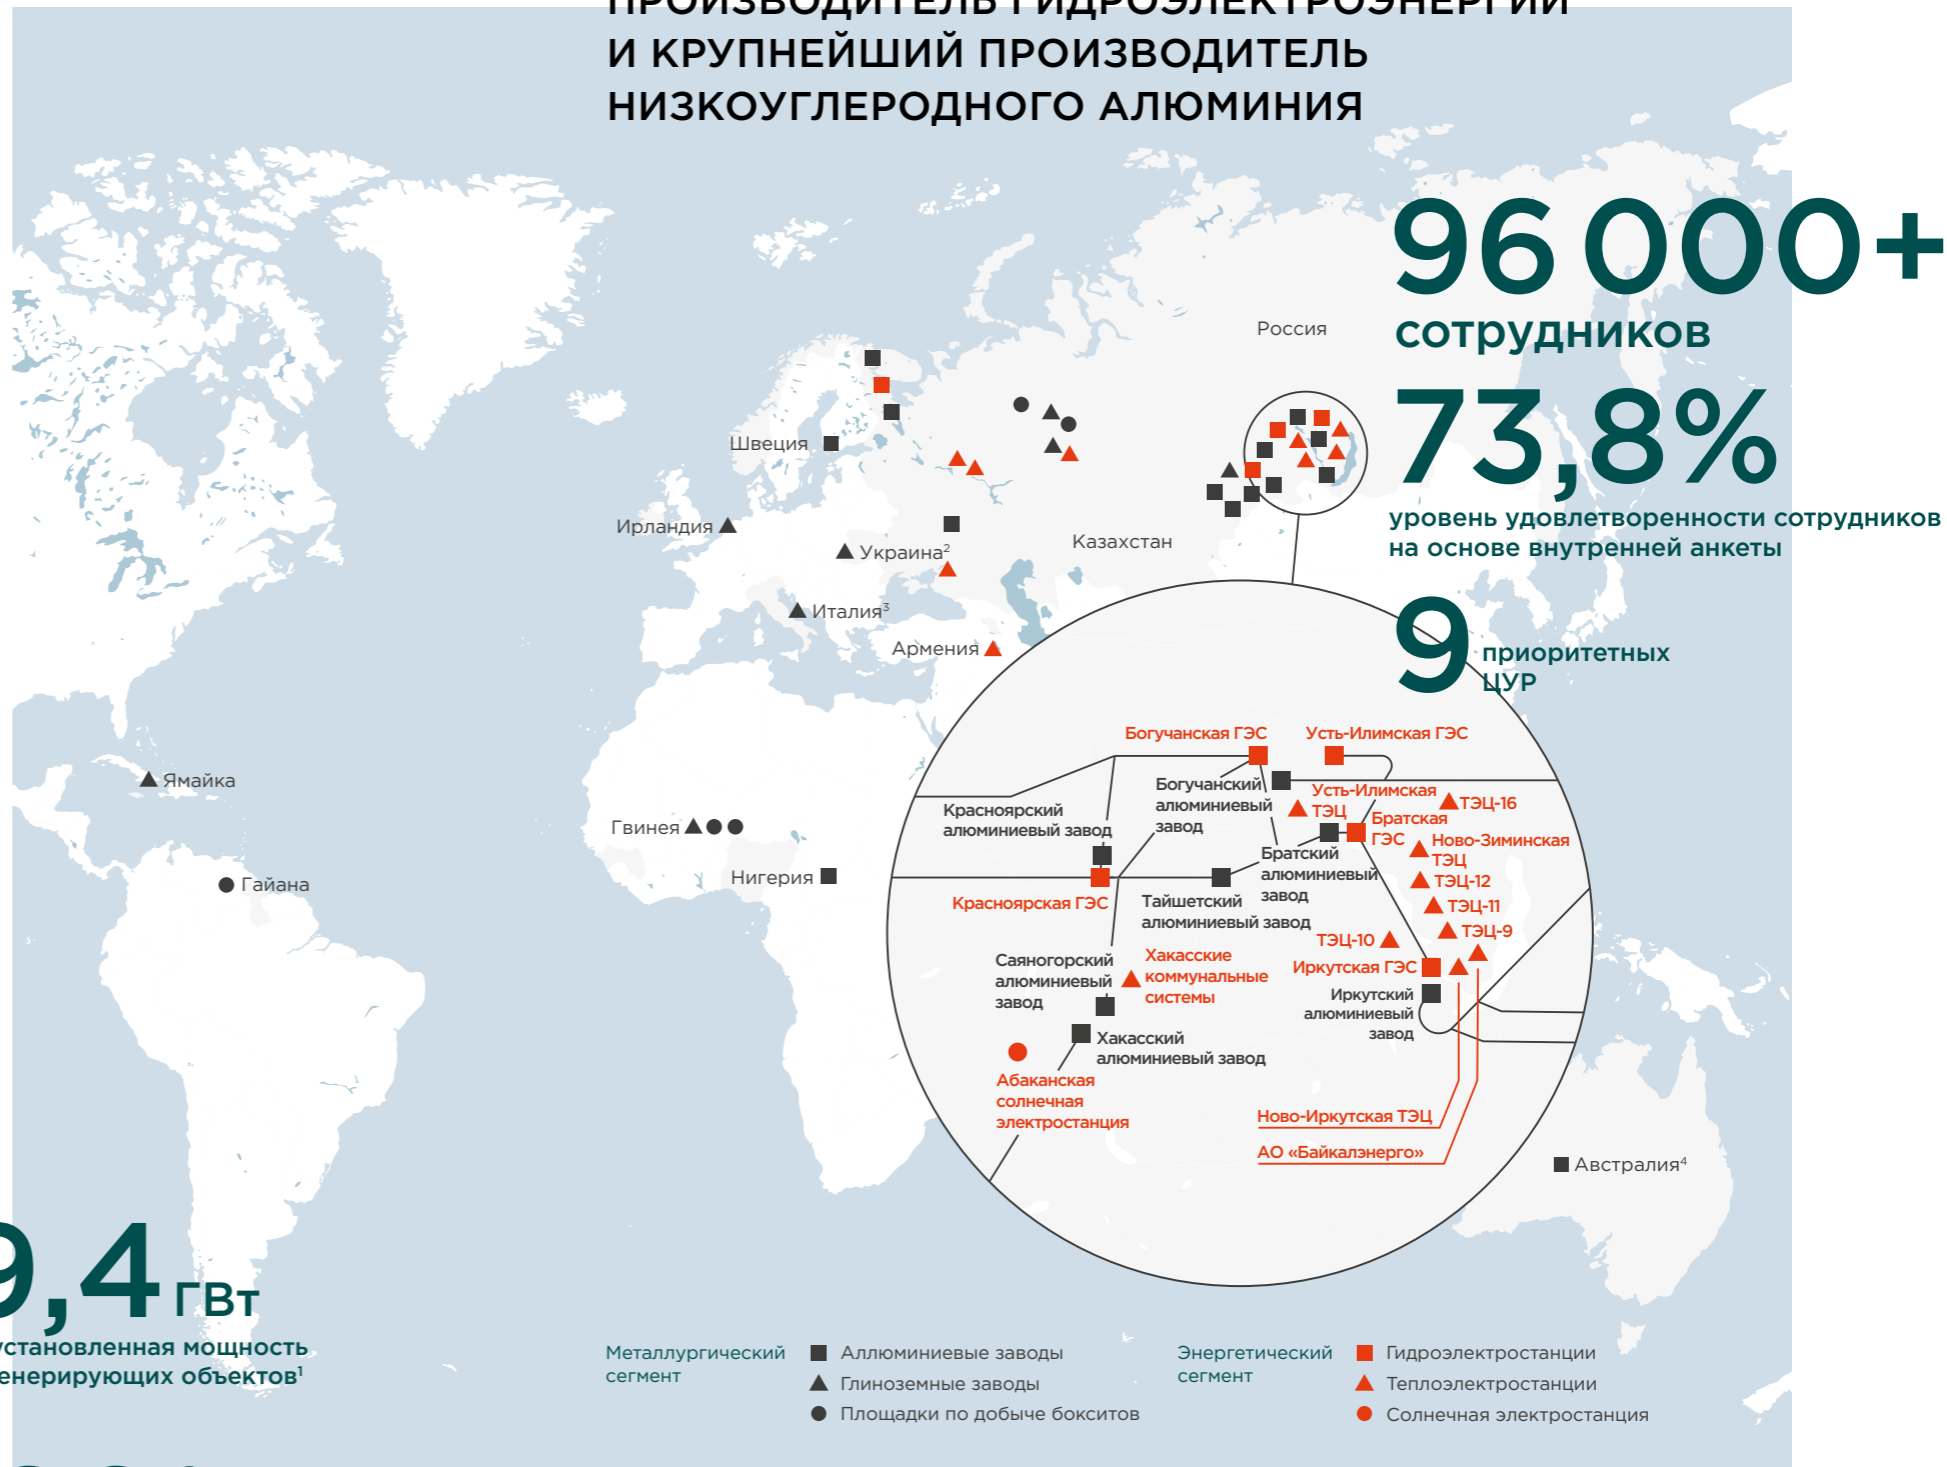 ПРОИЗВОДИТЕЛЬ ГИДРОЭЛЕКТРОЭНЕРГИИ
И КРУПНЕЙШИЙ ПРОИЗВОДИТЕЛЬ
НИЗКОУГЛЕРОДНОГО АЛЮМИНИЯ
96 000+
сотрудников
73,8%
уровень удовлетворенности сотрудников
на основе внутренней анкеты
9 приоритетных
ЦУР
Россия
Швеция
Ирландия
Украина²
Казахстан
Италия³
Армения
Ямайка
Гвинея
Гайана
Нигерия
Австралия⁴
Богучанская ГЭС
Усть-Илимская ГЭС
Богучанский
алюминиевый
завод
Усть-Илимская
ТЭЦ
ТЭЦ-16
Красноярский
алюминиевый завод
Братская
ГЭС
Ново-Зиминская
ТЭЦ
Братский
алюминиевый
завод
ТЭЦ-12
Красноярская ГЭС
Тайшетский
алюминиевый завод
ТЭЦ-11
ТЭЦ-9
ТЭЦ-10
Саяногорский
алюминиевый
завод
Хакасские
коммунальные
системы
Иркутская ГЭС
Иркутский
алюминиевый
завод
Хакасский
алюминиевый завод
Абаканская
солнечная
электростанция
Ново-Иркутская ТЭЦ
АО «Байкалэнерго»
9,4 ГВт
установленная мощность
енерирующих объектов¹
Металлургический
сегмент
Аллюминиевые заводы
Глиноземные заводы
Площадки по добыче бокситов
Энергетический
сегмент
Гидроэлектростанции
Теплоэлектростанции
Солнечная электростанция